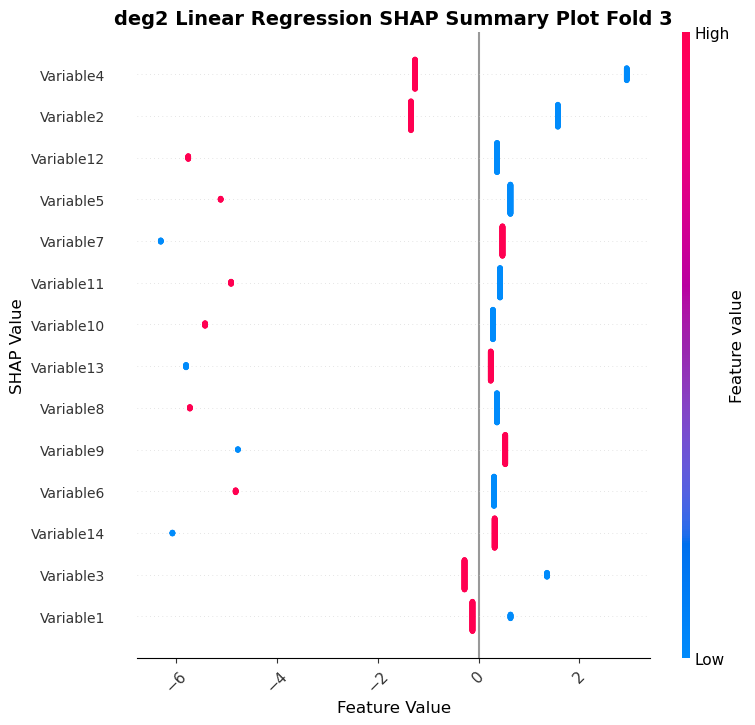 deg2 Linear Regression SHAP Summary Plot Fold 3
High
Variable4
Variable2
Variable12
Variable5
Variable7
Variable11
Variable10
Variable13
Variable8
Variable9
Variable6
Variable14
Variable3
Variable1
SHAP Value
Feature value
Low
−6
−4
−2
0
2
Feature Value